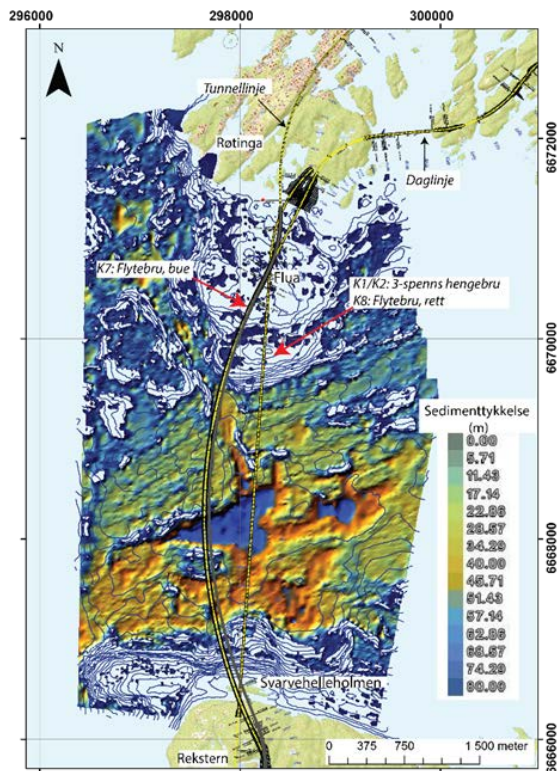 296000 298000 300000
N
Tunnellinje
Røtinga
6672000
Daglinje
K7: Flytebru, bue
Flua
K1/K2: 3-spenns hengebru
K8: Flytebru, rett
6670000
Sedimenttykkelse
(m)
0.00
5.71
11.43
17.14
22.86
28.57
34.29
40.00
45.71
51.43
57.14
62.86
68.57
74.29
80.00
6668000
Svarvehelleholmen
Rekstern
0 375 750 1 500 meter
6666000
296000 298000 300000